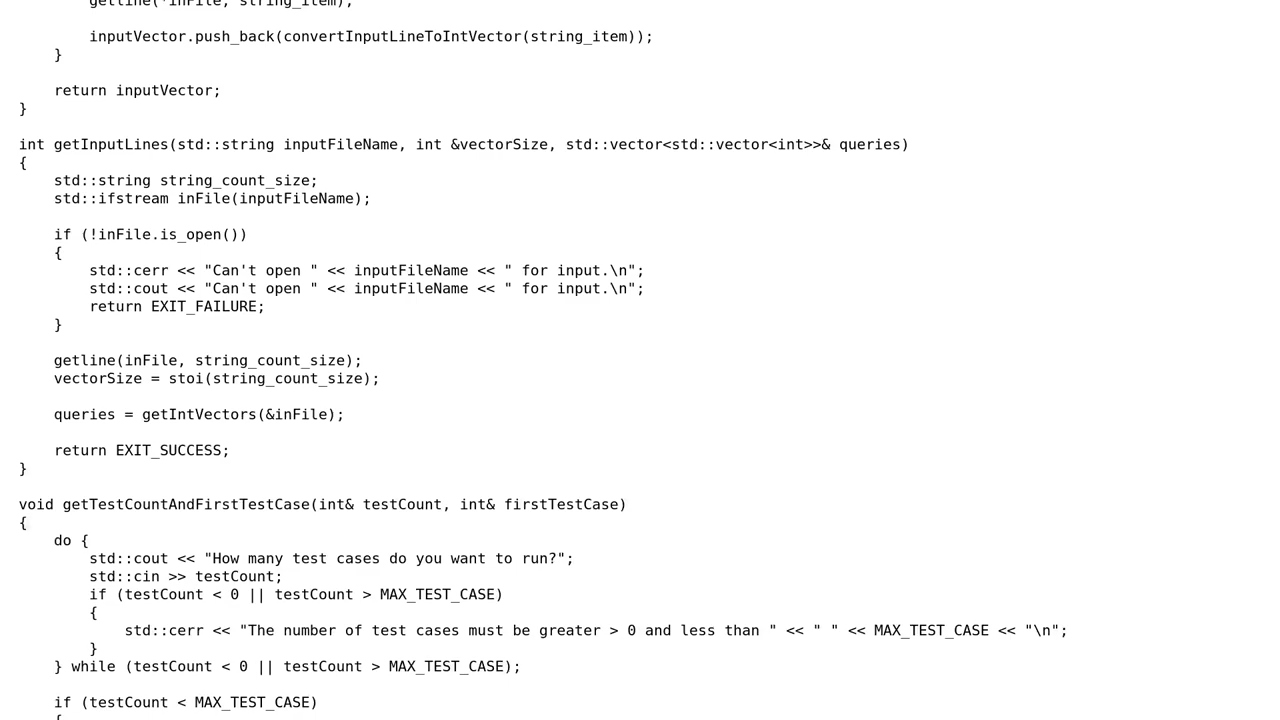 getline(*inFile, string_item);
inputVector.push_back(convertInputLineToIntVector(string_item));
}
return inputVector;
}
int getInputLines(std::string inputFileName, int &vectorSize, std::vector<std::vector<int>>& queries)
{
std::string string_count_size;
std::ifstream inFile(inputFileName);
if (!inFile.is_open())
{
std::cerr << "Can't open " << inputFileName << " for input.\n";
std::cout << "Can't open " << inputFileName << " for input.\n";
return EXIT_FAILURE;
}
getline(inFile, string_count_size);
vectorSize = stoi(string_count_size);
queries = getIntVectors(&inFile);
return EXIT_SUCCESS;
}
void getTestCountAndFirstTestCase(int& testCount, int& firstTestCase)
{
do {
std::cout << "How many test cases do you want to run?";
std::cin >> testCount;
if (testCount < 0 || testCount > MAX_TEST_CASE)
{
std::cerr << "The number of test cases must be greater > 0 and less than " << " " << MAX_TEST_CASE << "\n";
}
} while (testCount < 0 || testCount > MAX_TEST_CASE);
if (testCount < MAX_TEST_CASE)
{